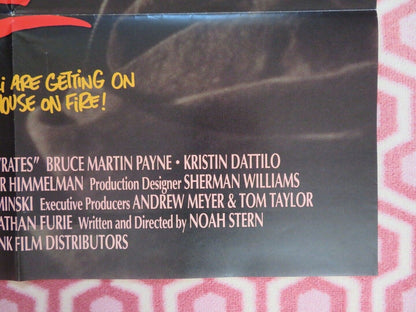 i ARE GETTING ON
HOUSE ON FIRE!
RATES" BRUCE MARTIN PAYNE • KRISTIN DATTILO
R HIMMELMAN Production Designer SHERMAN WILLIAMS
MINSKI Executive Producers ANDREW MEYER & TOM TAYLOR
ATHAN FURIE Written and Directed by NOAH STERN
NK FILM DISTRIBUTORS